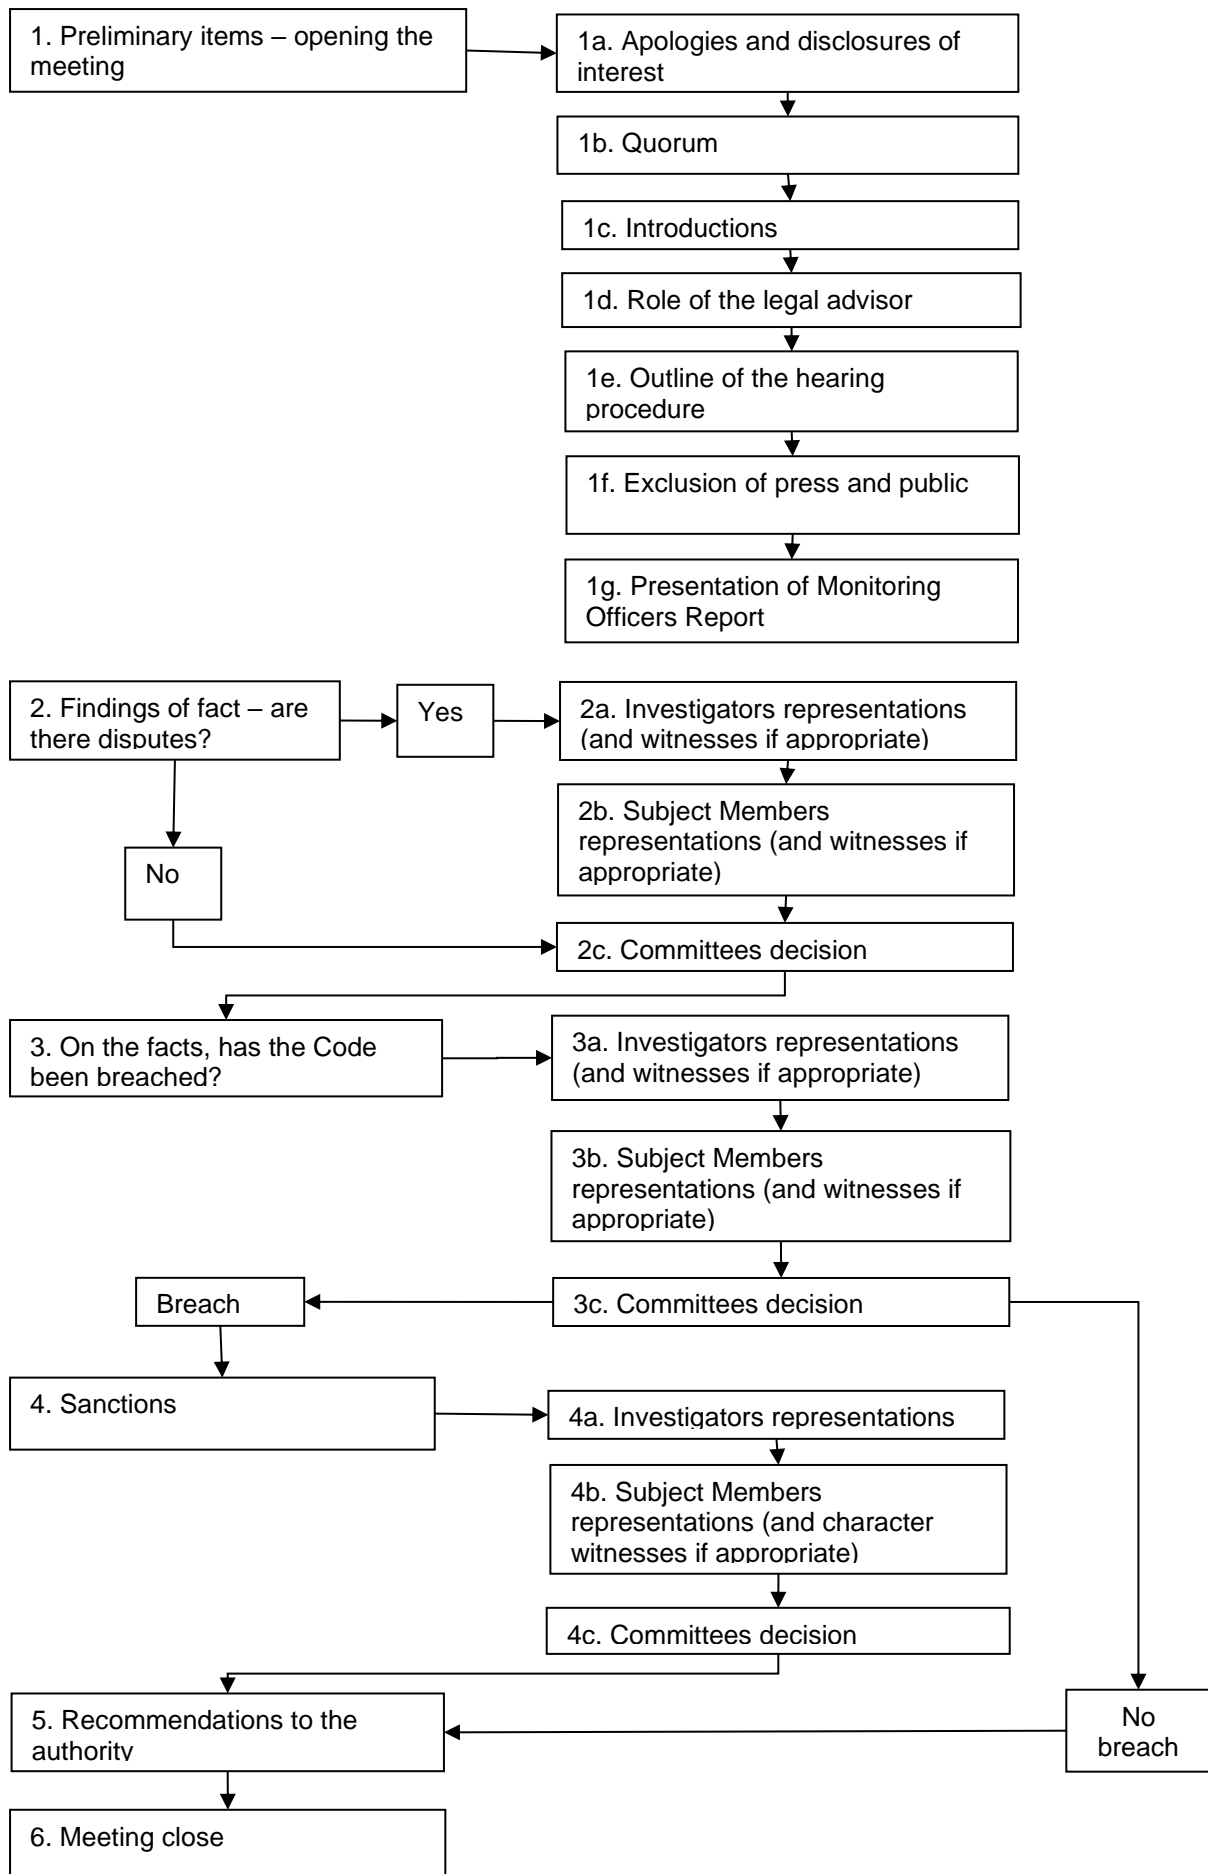 1. Preliminary items – opening the
meeting
1a. Apologies and disclosures of
interest
1b. Quorum
1c. Introductions
1d. Role of the legal advisor
1e. Outline of the hearing
procedure
1f. Exclusion of press and public
1g. Presentation of Monitoring
Officers Report
2. Findings of fact – are
there disputes?
Yes
2a. Investigators representations
(and witnesses if appropriate)
2b. Subject Members
representations (and witnesses if
appropriate)
No
2c. Committees decision
3. On the facts, has the Code
been breached?
3a. Investigators representations
(and witnesses if appropriate)
3b. Subject Members
representations (and witnesses if
appropriate)
Breach
3c. Committees decision
4. Sanctions
4a. Investigators representations
4b. Subject Members
representations (and character
witnesses if appropriate)
4c. Committees decision
5. Recommendations to the
authority
No
breach
6. Meeting close